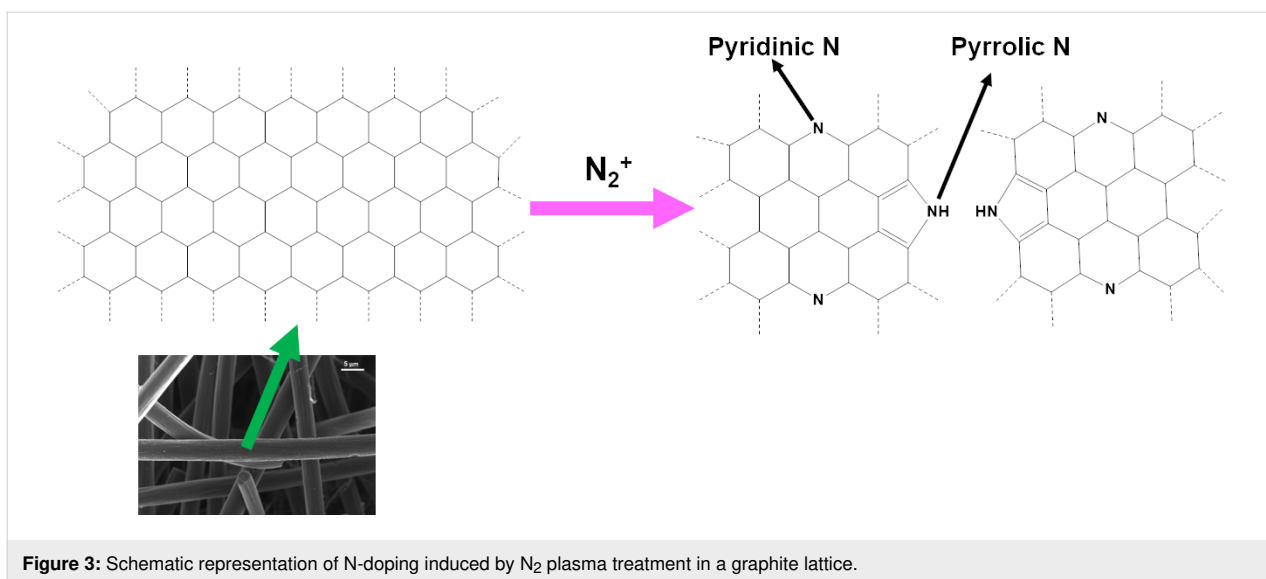 Pyridinic N
Pyrrolic N
N
N
N₂⁺
NH
HN
N
N
5 µm
Figure 3: Schematic representation of N-doping induced by N₂ plasma treatment in a graphite lattice.